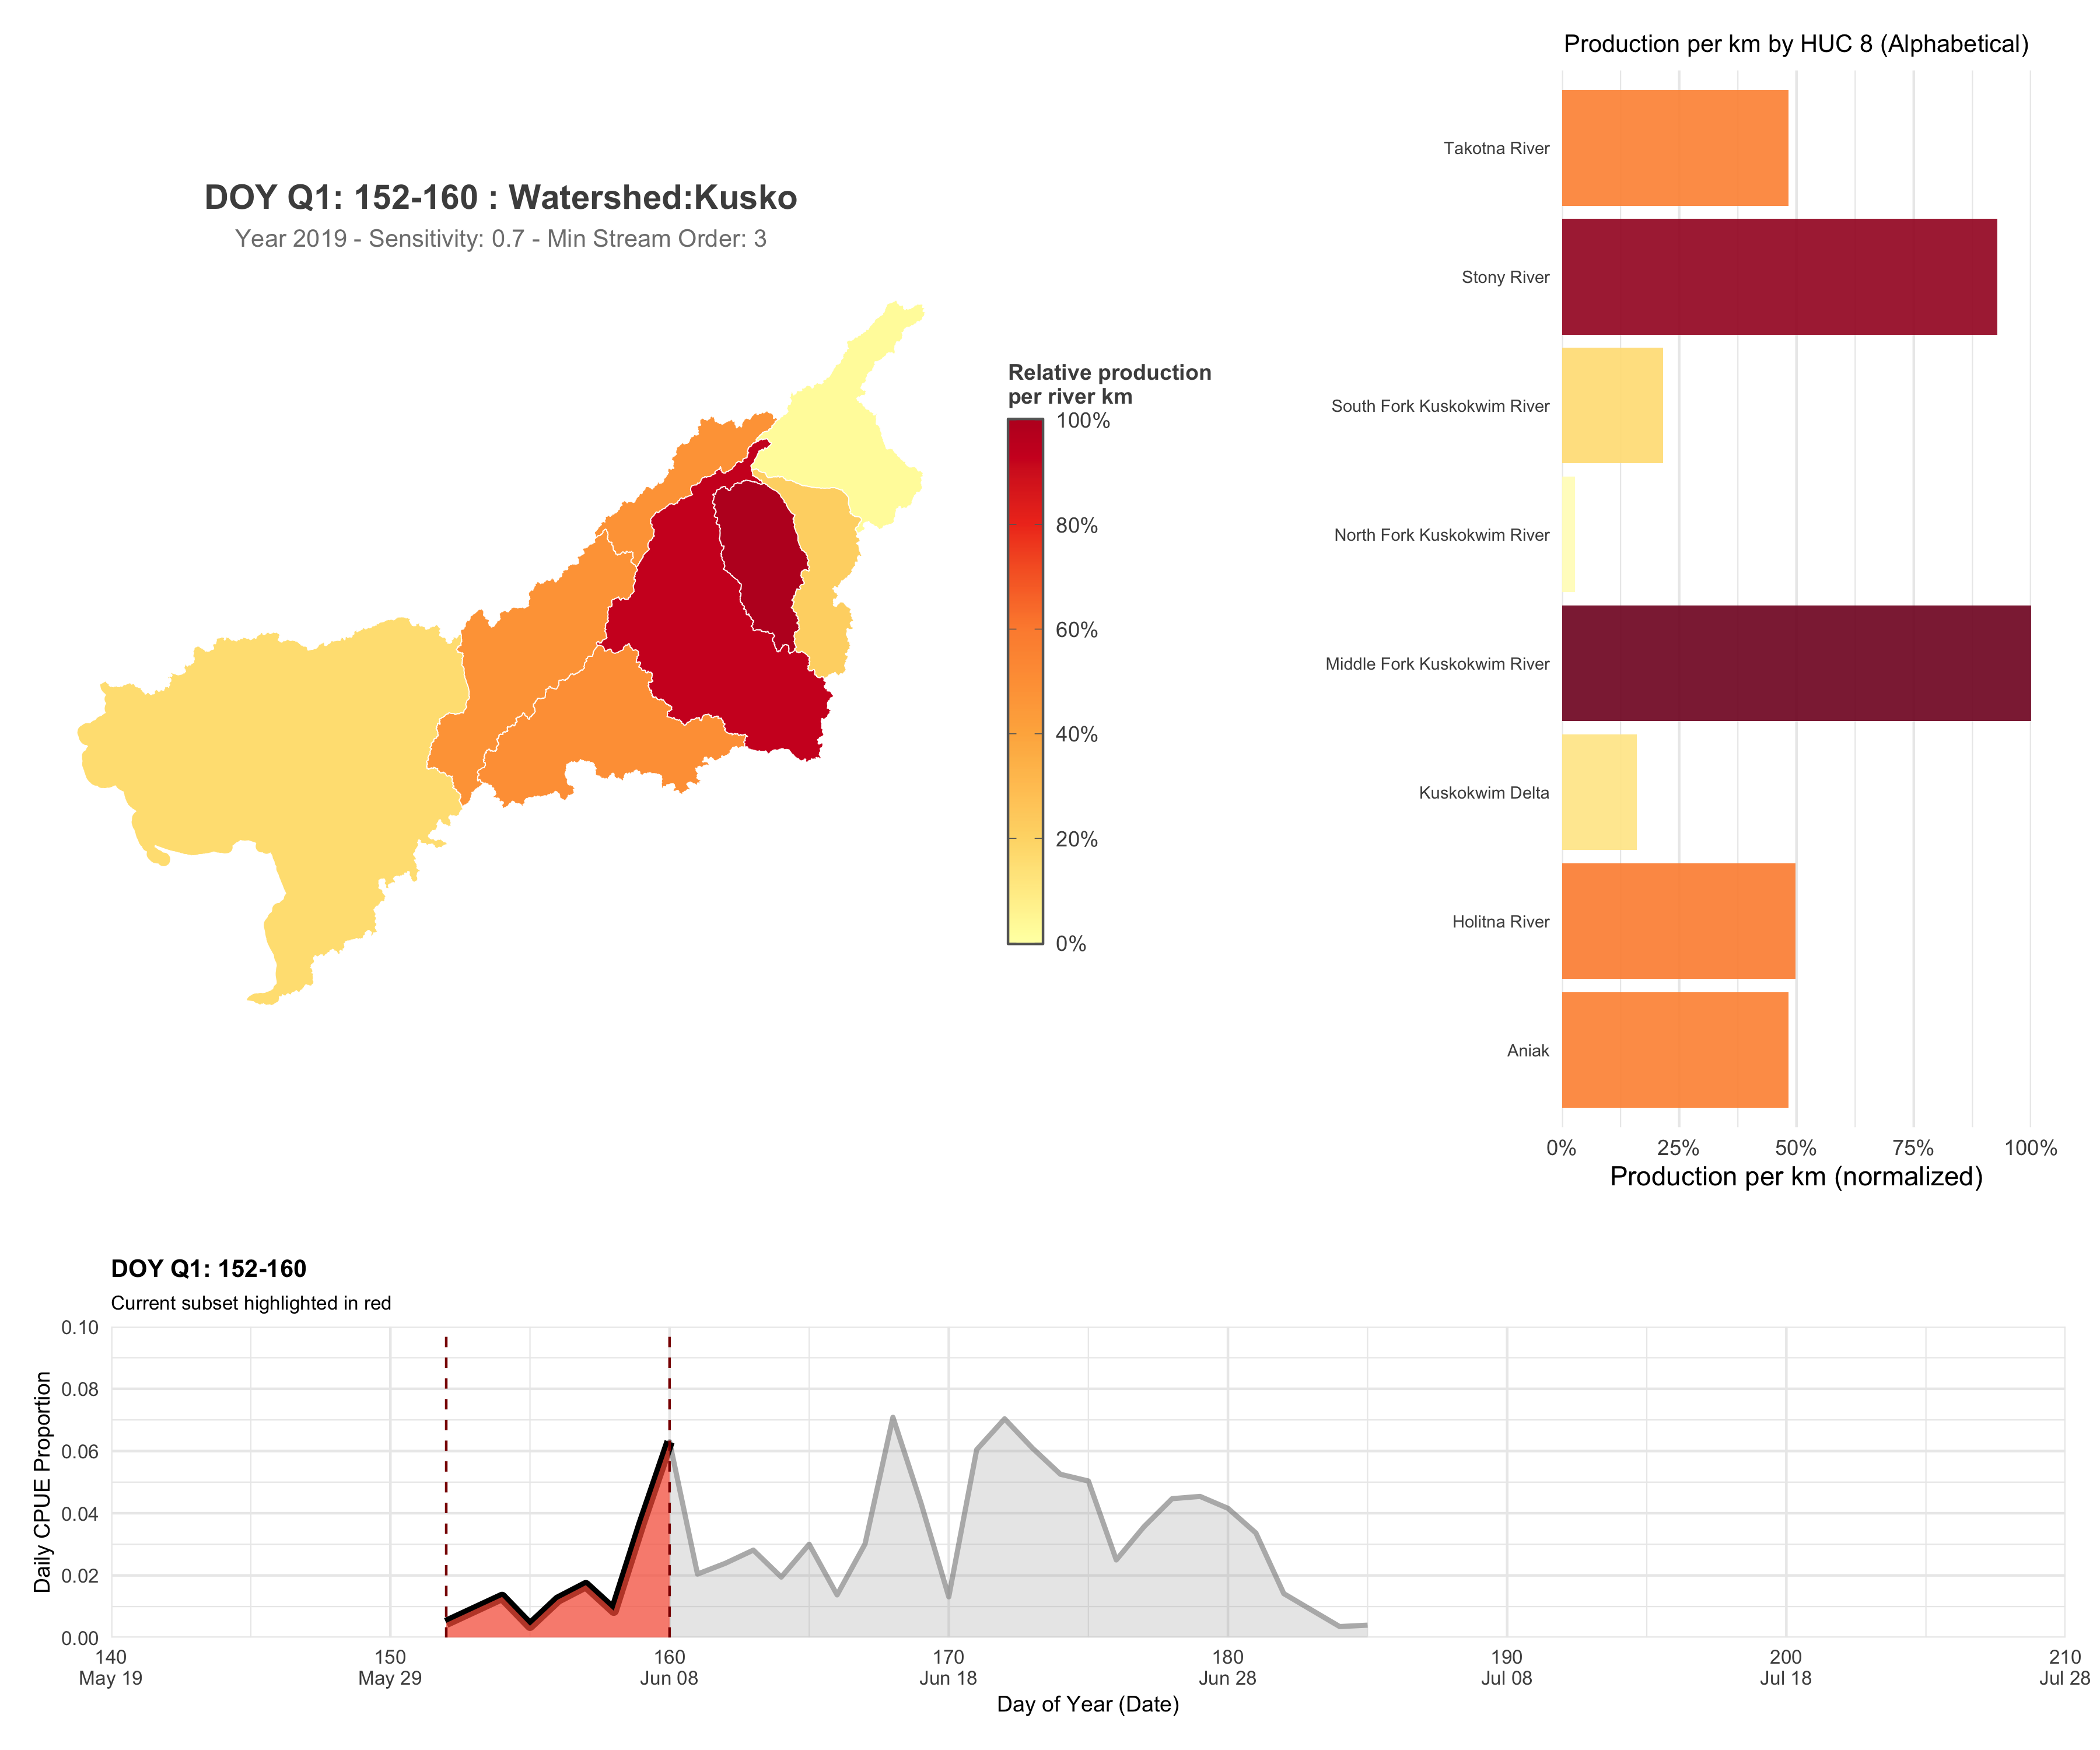 Production per km by HUC 8 (Alphabetical)
Takotna River
Stony River
South Fork Kuskokwim River
North Fork Kuskokwim River
Middle Fork Kuskokwim River
Kuskokwim Delta
Holitna River
Aniak
0% 25% 50% 75% 100%
Production per km (normalized)
DOY Q1: 152-160 : Watershed:Kusko
Year 2019 - Sensitivity: 0.7 - Min Stream Order: 3
Relative production
per river km
100%
80%
60%
40%
20%
0%
DOY Q1: 152-160
Current subset highlighted in red
Daily CPUE Proportion
0.10
0.08
0.06
0.04
0.02
0.00
140 150 160 170 180 190 200 210
May 19 May 29 Jun 08 Jun 18 Jun 28 Jul 08 Jul 18 Jul 28
Day of Year (Date)